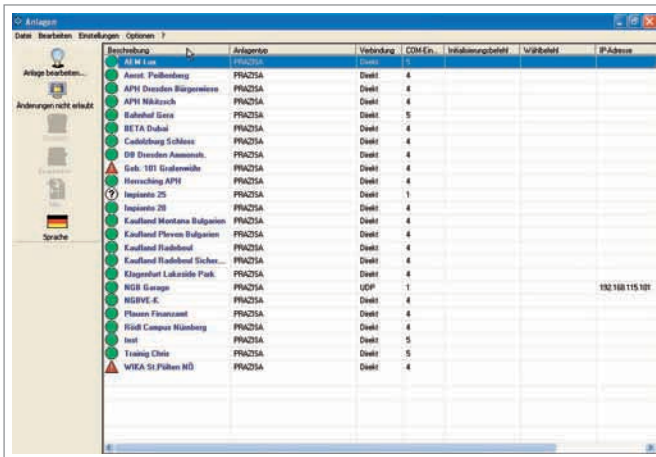 Anlagen
Datei Bearbeiten Einstellungen Optionen ?
Anlage bearbeiten...
Änderungen nicht erlaubt
Sprache
Beschreibung Anlagentyp Verbindung COM-Ein... Initialisierungsbefehl Wählbefehl IP-Adresse
AEM Lux PRAZISA Direkt 5
Aerst. Peißenberg PRAZISA Direkt 4
APH Dresden Bürgerwiese PRAZISA Direkt 4
APH Nikitzsch PRAZISA Direkt 4
Bahnhof Gera PRAZISA Direkt 5
BETA Dubai PRAZISA Direkt 4
Cadolzburg Schloss PRAZISA Direkt 4
DB Dresden Ammonstr. PRAZISA Direkt 4
Geb. 101 Grafenwöhr PRAZISA Direkt 4
Herrsching APH PRAZISA Direkt 4
Impianto 25 PRAZISA Direkt 1
Impianto 28 PRAZISA Direkt 4
Kaufland Montana Bulgarien PRAZISA Direkt 4
Kaufland Pleven Bulgarien PRAZISA Direkt 4
Kaufland Radebeul PRAZISA Direkt 4
Kaufland Radebeul Sicher... PRAZISA Direkt 4
Klagenfurt Lakeside Park PRAZISA Direkt 4
NGB Garage PRAZISA UDP 1 192.168.115.101
NGBVE-K PRAZISA Direkt 4
Plauen Finanzamt PRAZISA Direkt 4
Rödl Campus Nürnberg PRAZISA Direkt 4
test PRAZISA Direkt 5
Trainig Chris PRAZISA Direkt 5
WIKA St.Pölten NÖ PRAZISA Direkt 4